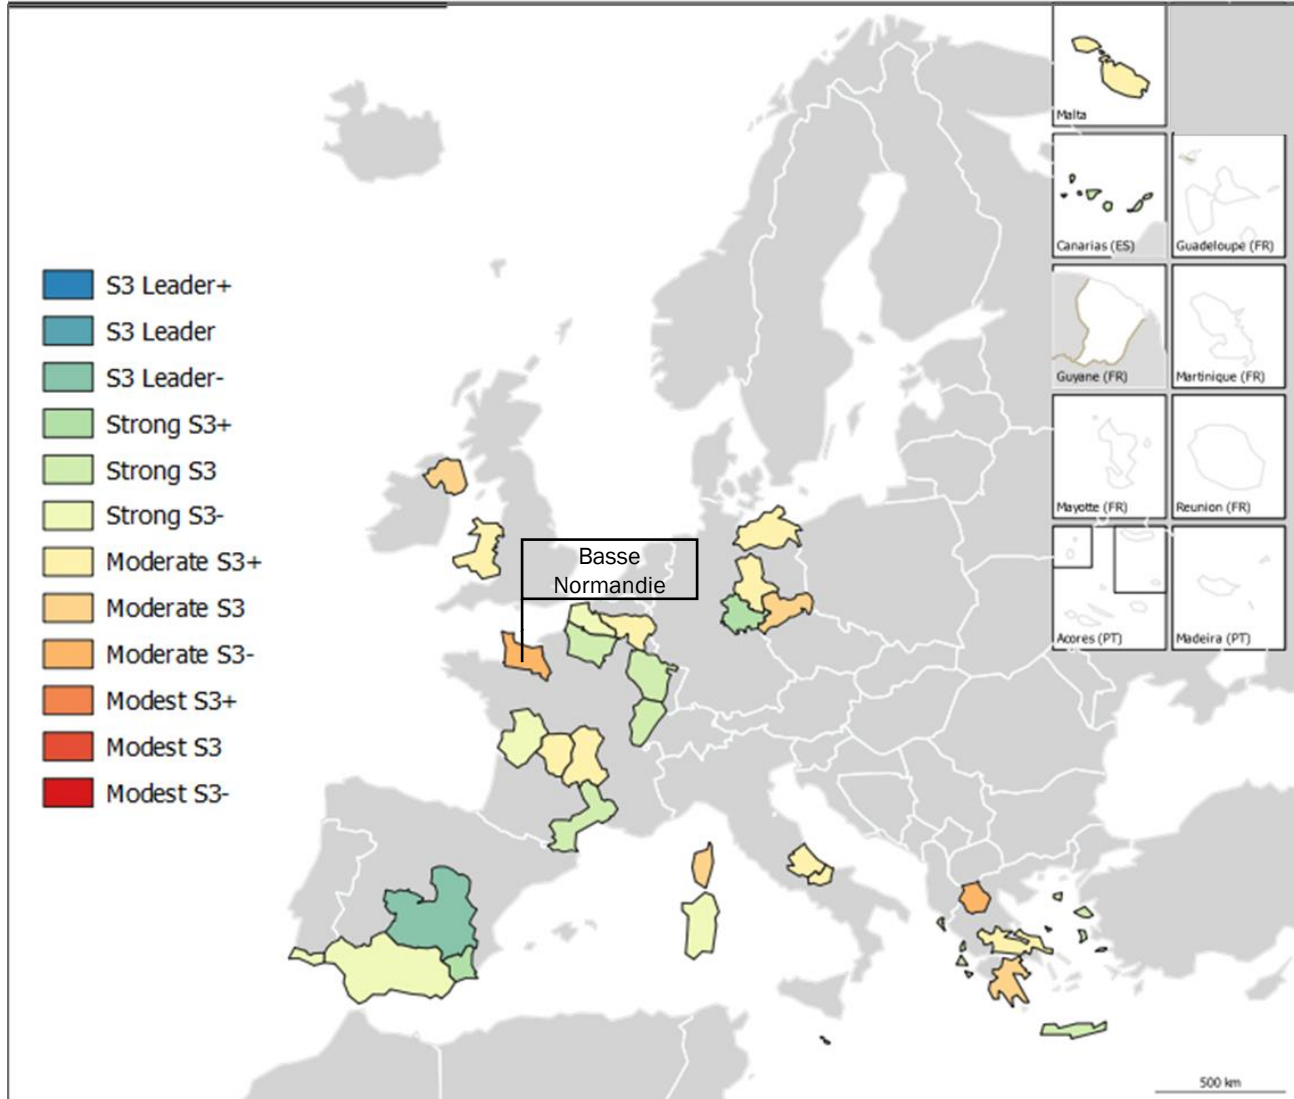 Malta
Canarias (ES)
Guadeloupe (FR)
S3 Leader+
S3 Leader
S3 Leader-
Strong S3+
Strong S3
Strong S3-
Moderate S3+
Moderate S3
Moderate S3-
Modest S3+
Modest S3
Modest S3-
Guyane (FR)
Martinique (FR)
Mayotte (FR)
Reunion (FR)
Basse
Normandie
Acores (PT)
Madeira (PT)
500 km